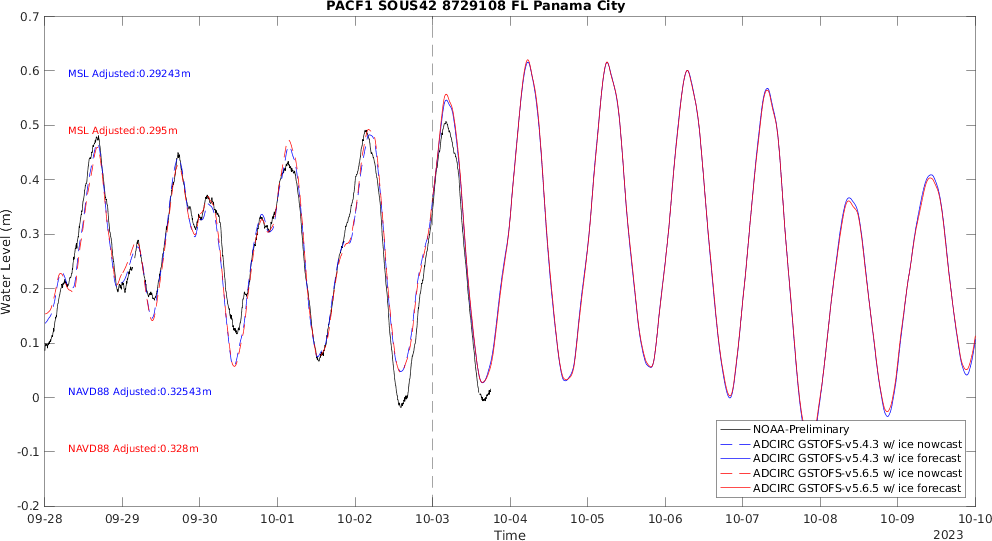 PACF1 SOUS42 8729108 FL Panama City
0.7
0.6
0.5
0.4
0.3
0.2
0.1
0
-0.1
-0.2
Water Level (m)
MSL Adjusted:0.29243m
MSL Adjusted:0.295m
NAVD88 Adjusted:0.32543m
NAVD88 Adjusted:0.328m
NOAA-Preliminary
ADCIRC GSTOFS-v5.4.3 w/ ice nowcast
ADCIRC GSTOFS-v5.4.3 w/ ice forecast
ADCIRC GSTOFS-v5.6.5 w/ ice nowcast
ADCIRC GSTOFS-v5.6.5 w/ ice forecast
09-28 09-29 09-30 10-01 10-02 10-03 10-04 10-05 10-06 10-07 10-08 10-09 10-10
Time
2023